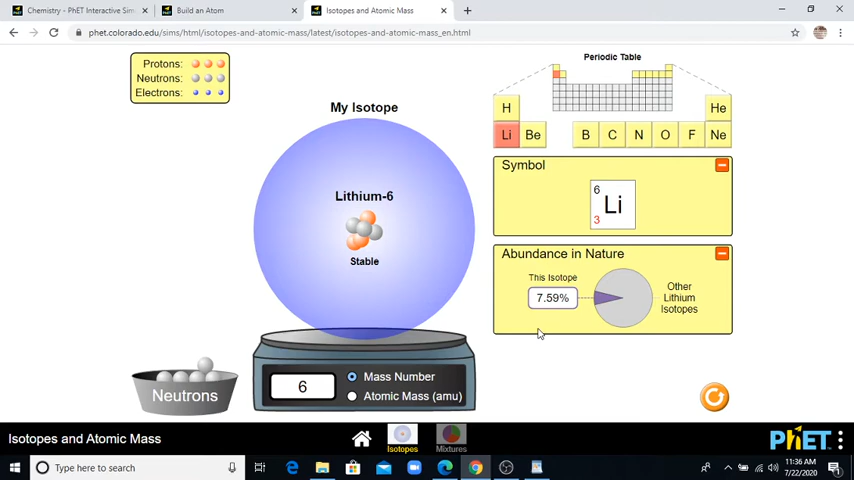 Chemistry - PhET Interactive Sim
Build an Atom
Isotopes and Atomic Mass
phet.colorado.edu/sims/html/isotopes-and-atomic-mass/latest/isotopes-and-atomic-mass_en.html
Protons:
Neutrons:
Electrons:
My Isotope
Lithium-6
Stable
Periodic Table
H
He
Li
Be
B
C
N
O
F
Ne
Symbol
6
Li
3
Abundance in Nature
This Isotope
7.59%
Other
Lithium
Isotopes
Neutrons
6
Mass Number
Atomic Mass (amu)
Isotopes and Atomic Mass
Isotopes
Mixtures
PhET
Type here to search
11:36 AM
7/22/2020